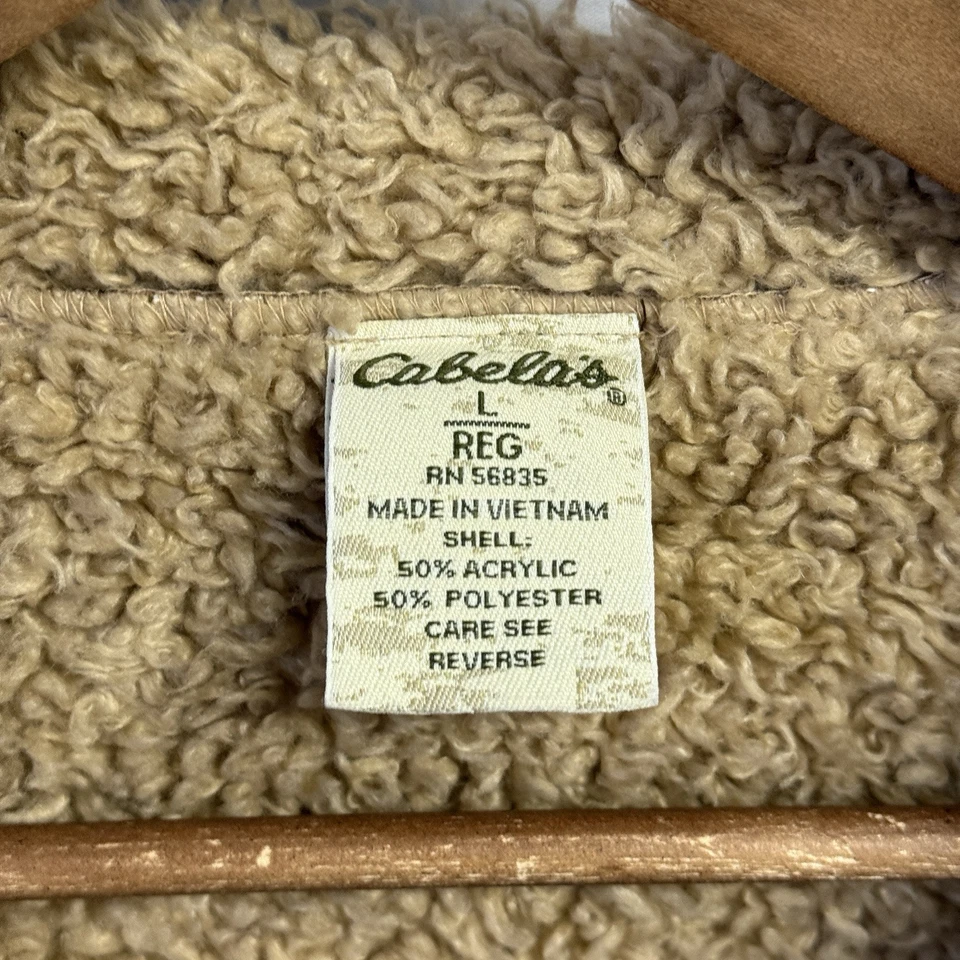 Cabela's®
L
REG
RN 56835
MADE IN VIETNAM
SHELL:
50% ACRYLIC
50% POLYESTER
CARE SEE
REVERSE